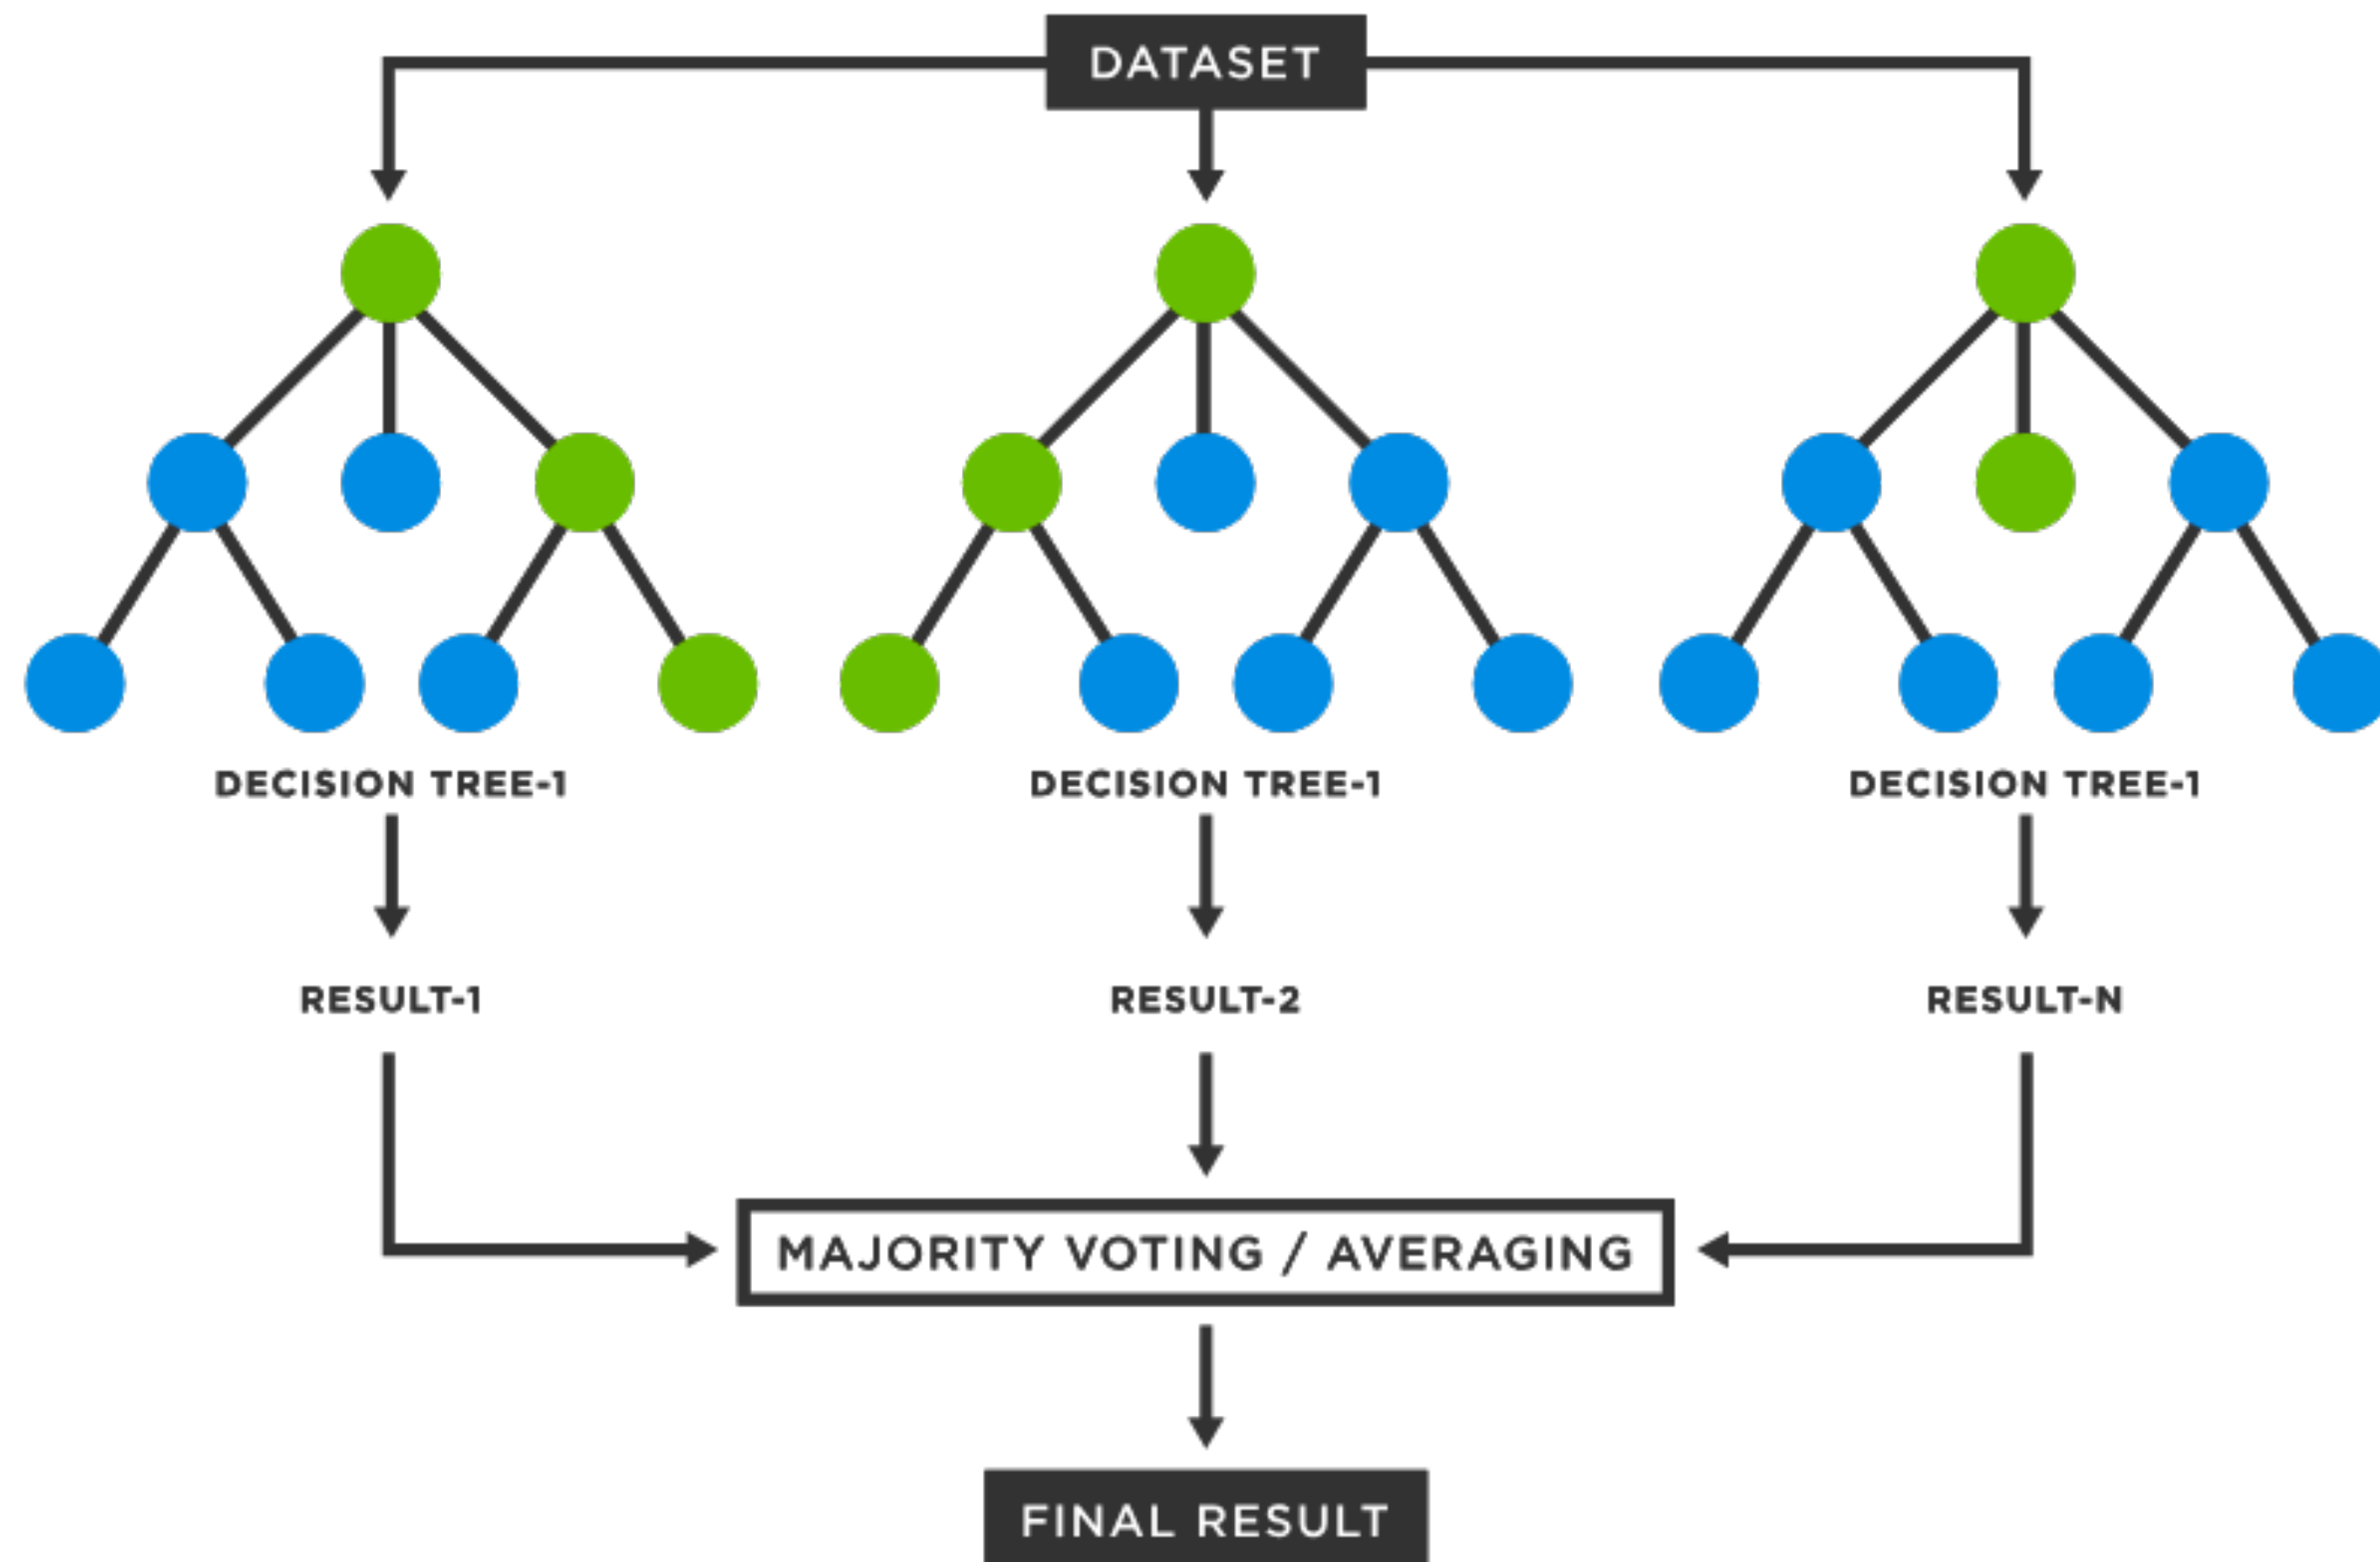 DATASET
DECISION TREE-1
DECISION TREE-1
DECISION TREE-1
RESULT-1
RESULT-2
RESULT-N
MAJORITY VOTING / AVERAGING
FINAL RESULT